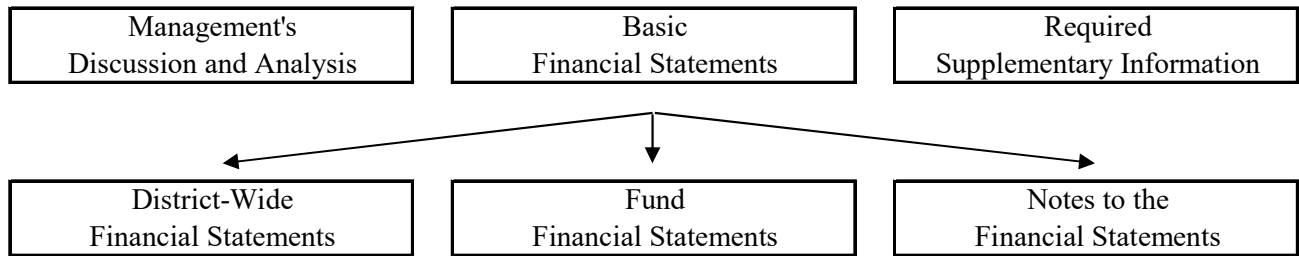 Management's
Discussion and Analysis
Basic
Financial Statements
Required
Supplementary Information
District-Wide
Financial Statements
Fund
Financial Statements
Notes to the
Financial Statements